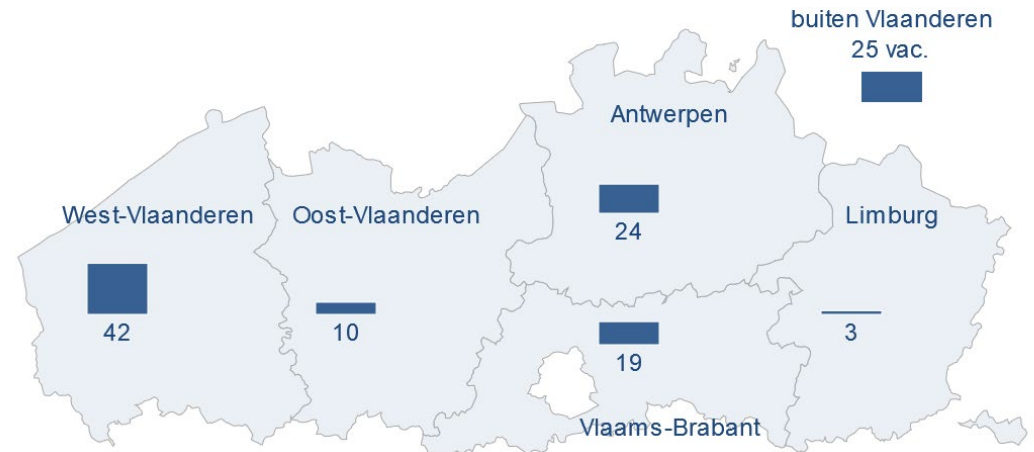 buiten Vlaanderen
25 vac.
Antwerpen
24
West-Vlaanderen
42
Oost-Vlaanderen
10
Limburg
3
19
Vlaams-Brabant